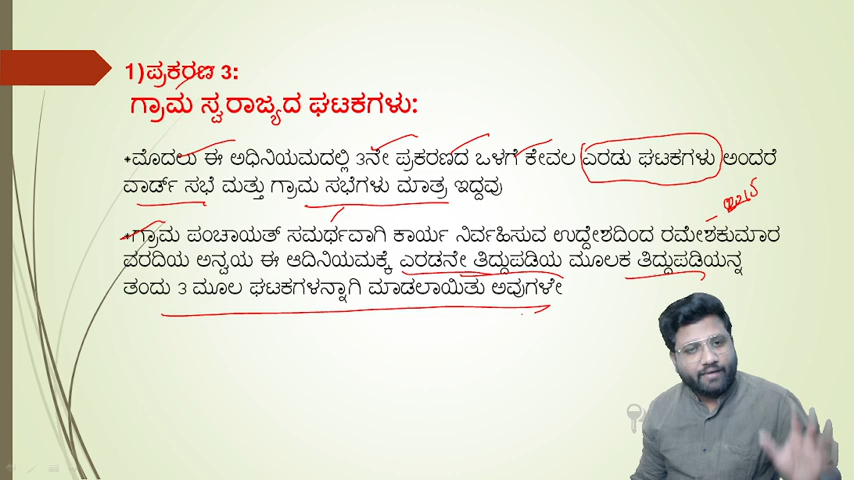 1)ಪ್ರಕರಣ 3:
ಗ್ರಾಮ ಸ್ವರಾಜ್ಯದ ಘಟಕಗಳು:
*ಮೊದಲು ಈ ಅಧಿನಿಯಮದಲ್ಲಿ 3ನೇ ಪ್ರಕರಣದ ಒಳಗೆ ಕೇವಲ ಎರಡು ಘಟಕಗಳು ಅಂದರೆ
ವಾರ್ಡ್ ಸಭೆ ಮತ್ತು ಗ್ರಾಮ ಸಭೆಗಳು ಮಾತ್ರ ಇದ್ದವು
*ಗ್ರಾಮ ಪಂಚಾಯತ್ ಸಮರ್ಥವಾಗಿ ಕಾರ್ಯ ನಿರ್ವಹಿಸುವ ಉದ್ದೇಶದಿಂದ ರಮೇಶಕುಮಾರ
ವರದಿಯ ಅನ್ವಯ ಈ ಆದಿನಿಯಮಕ್ಕೆ ಎರಡನೇ ತಿದ್ದುಪಡಿಯ ಮೂಲಕ ತಿದ್ದುಪಡಿಯನ್ನ
ತಂದು 3 ಮೂಲ ಘಟಕಗಳನ್ನಾಗಿ ಮಾಡಲಾಯಿತು ಅವುಗಳೇ